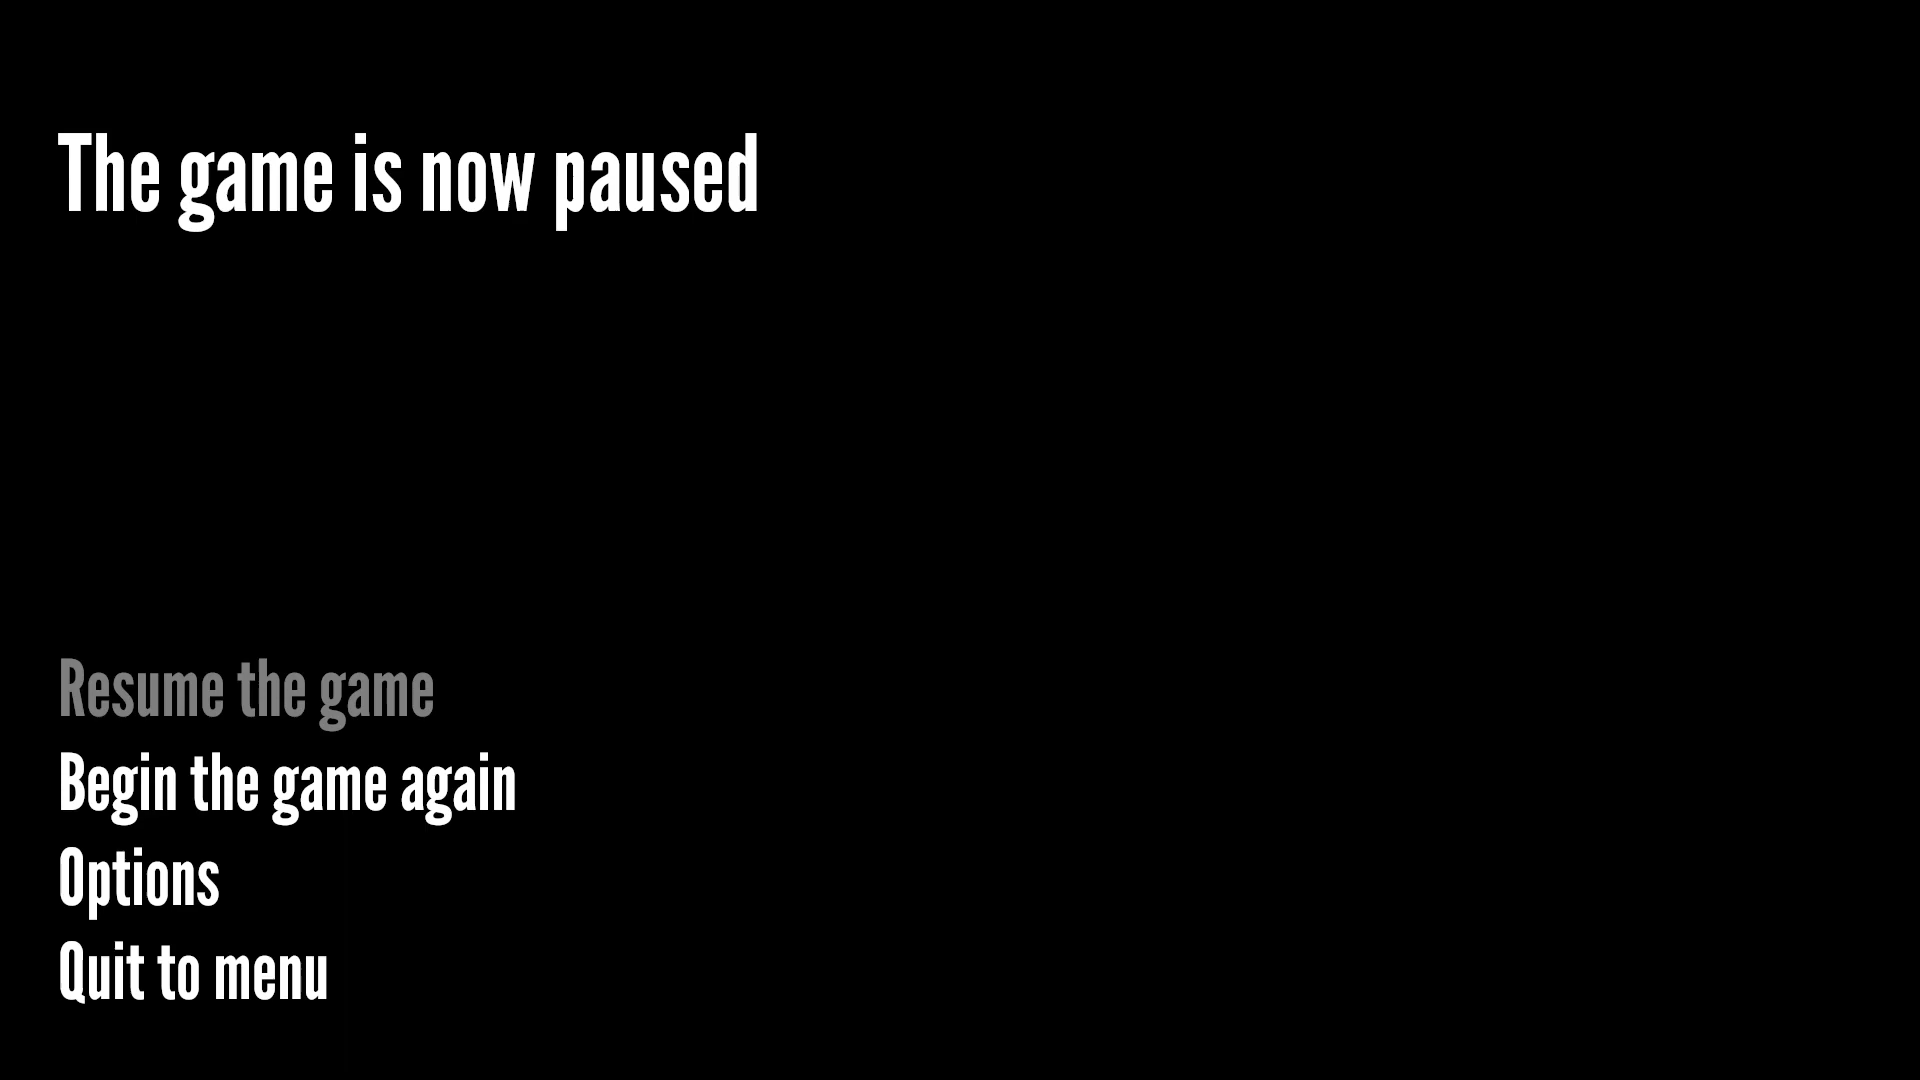 The game is now paused
Resume the game
Begin the game again
Options
Quit to menu